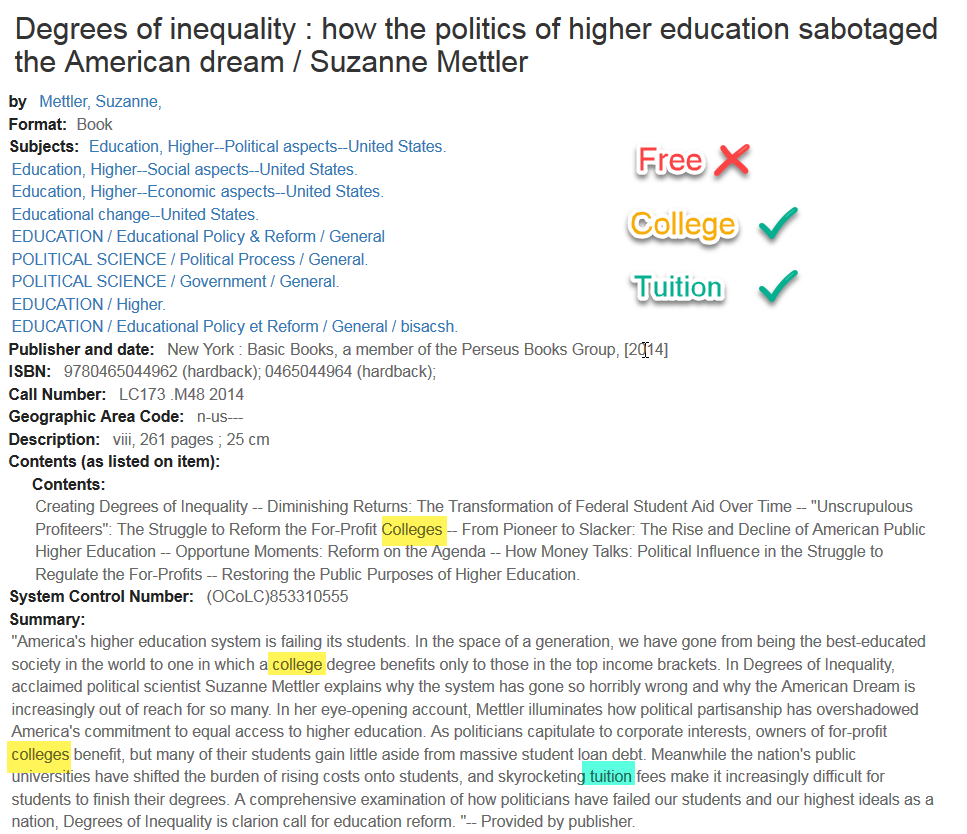 Degrees of inequality : how the politics of higher education sabotaged
the American dream / Suzanne Mettler
by Mettler, Suzanne,
Format: Book
Subjects: Education, Higher--Political aspects--United States.
Education, Higher--Social aspects--United States.
Education, Higher--Economic aspects--United States.
Educational change--United States.
EDUCATION / Educational Policy & Reform / General
POLITICAL SCIENCE / Political Process / General.
POLITICAL SCIENCE / Government / General.
EDUCATION / Higher.
EDUCATION / Educational Policy et Reform / General / bisacsh.
Free
College
Tuition
Publisher and date: New York : Basic Books, a member of the Perseus Books Group, [2014]
ISBN: 9780465044962 (hardback); 0465044964 (hardback);
Call Number: LC173 .M48 2014
Geographic Area Code: n-us---
Description: viii, 261 pages ; 25 cm
Contents (as listed on item):
Contents:
Creating Degrees of Inequality -- Diminishing Returns: The Transformation of Federal Student Aid Over Time -- "Unscrupulous
Profiteers": The Struggle to Reform the For-Profit Colleges -- From Pioneer to Slacker: The Rise and Decline of American Public
Higher Education -- Opportune Moments: Reform on the Agenda -- How Money Talks: Political Influence in the Struggle to
Regulate the For-Profits -- Restoring the Public Purposes of Higher Education.
System Control Number: (OCoLC)853310555
Summary:
"America's higher education system is failing its students. In the space of a generation, we have gone from being the best-educated
society in the world to one in which a college degree benefits only to those in the top income brackets. In Degrees of Inequality,
acclaimed political scientist Suzanne Mettler explains why the system has gone so horribly wrong and why the American Dream is
increasingly out of reach for so many. In her eye-opening account, Mettler illuminates how political partisanship has overshadowed
America's commitment to equal access to higher education. As politicians capitulate to corporate interests, owners of for-profit
colleges benefit, but many of their students gain little aside from massive student loan debt. Meanwhile the nation's public
universities have shifted the burden of rising costs onto students, and skyrocketing tuition fees make it increasingly difficult for
students to finish their degrees. A comprehensive examination of how politicians have failed our students and our highest ideals as a
nation, Degrees of Inequality is clarion call for education reform. "-- Provided by publisher.